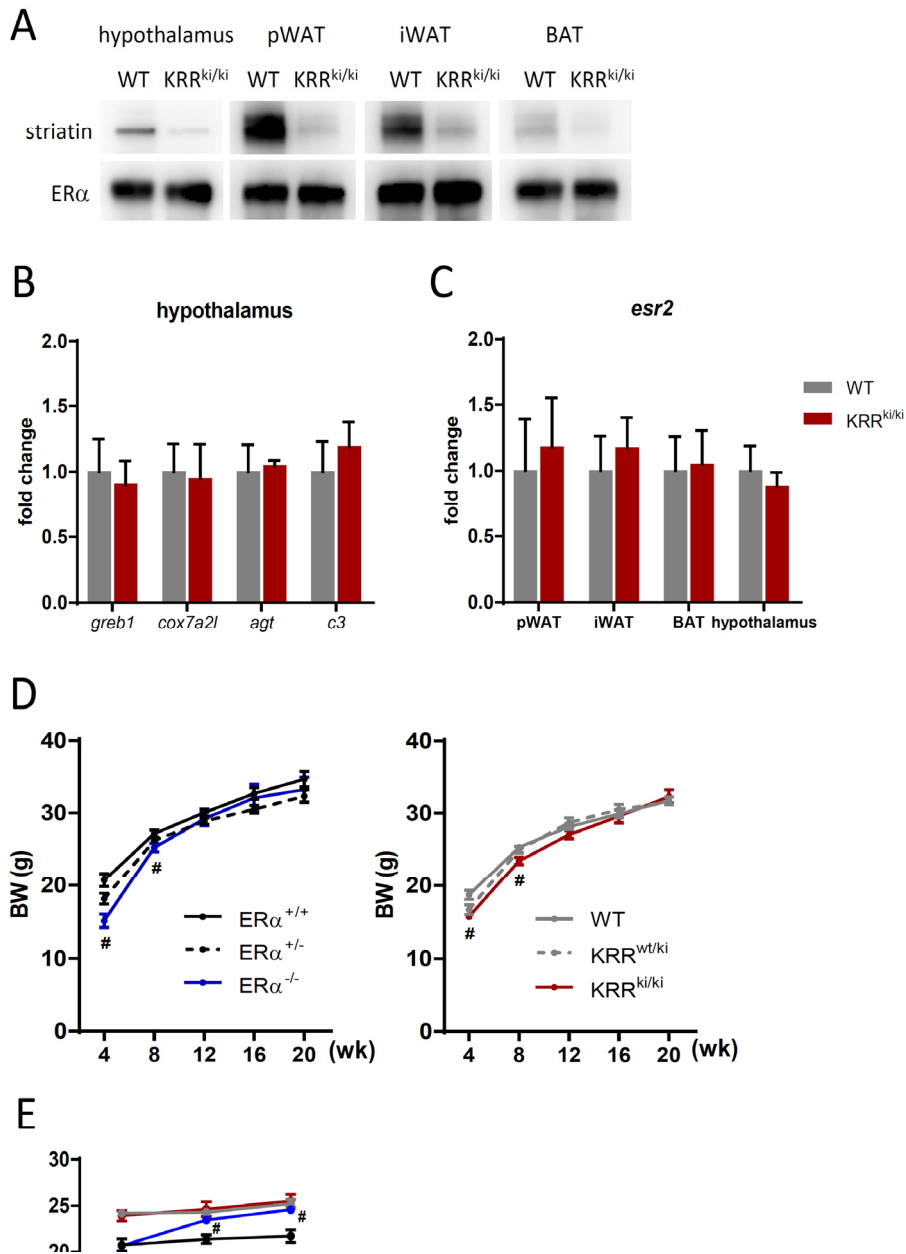 A
hypothalamus pWAT iWAT BAT
WT KRRki/ki WT KRRki/ki WT KRRki/ki WT KRRki/ki
striatin
ERα
B
hypothalamus
fold change
2.0
1.5
1.0
0.5
0.0
greb1 cox7a2l agt c3
C
esr2
fold change
2.0
1.5
1.0
0.5
0.0
pWAT iWAT BAT hypothalamus
WT
KRRki/ki
D
BW (g)
40
30
20
10
0
#
#
ERα+/+
ERα+/-
ERα-/-
4 8 12 16 20 (wk)
BW (g)
40
30
20
10
0
#
#
WT
KRRwt/ki
KRRki/ki
4 8 12 16 20 (wk)
E
30
25
20
#
#